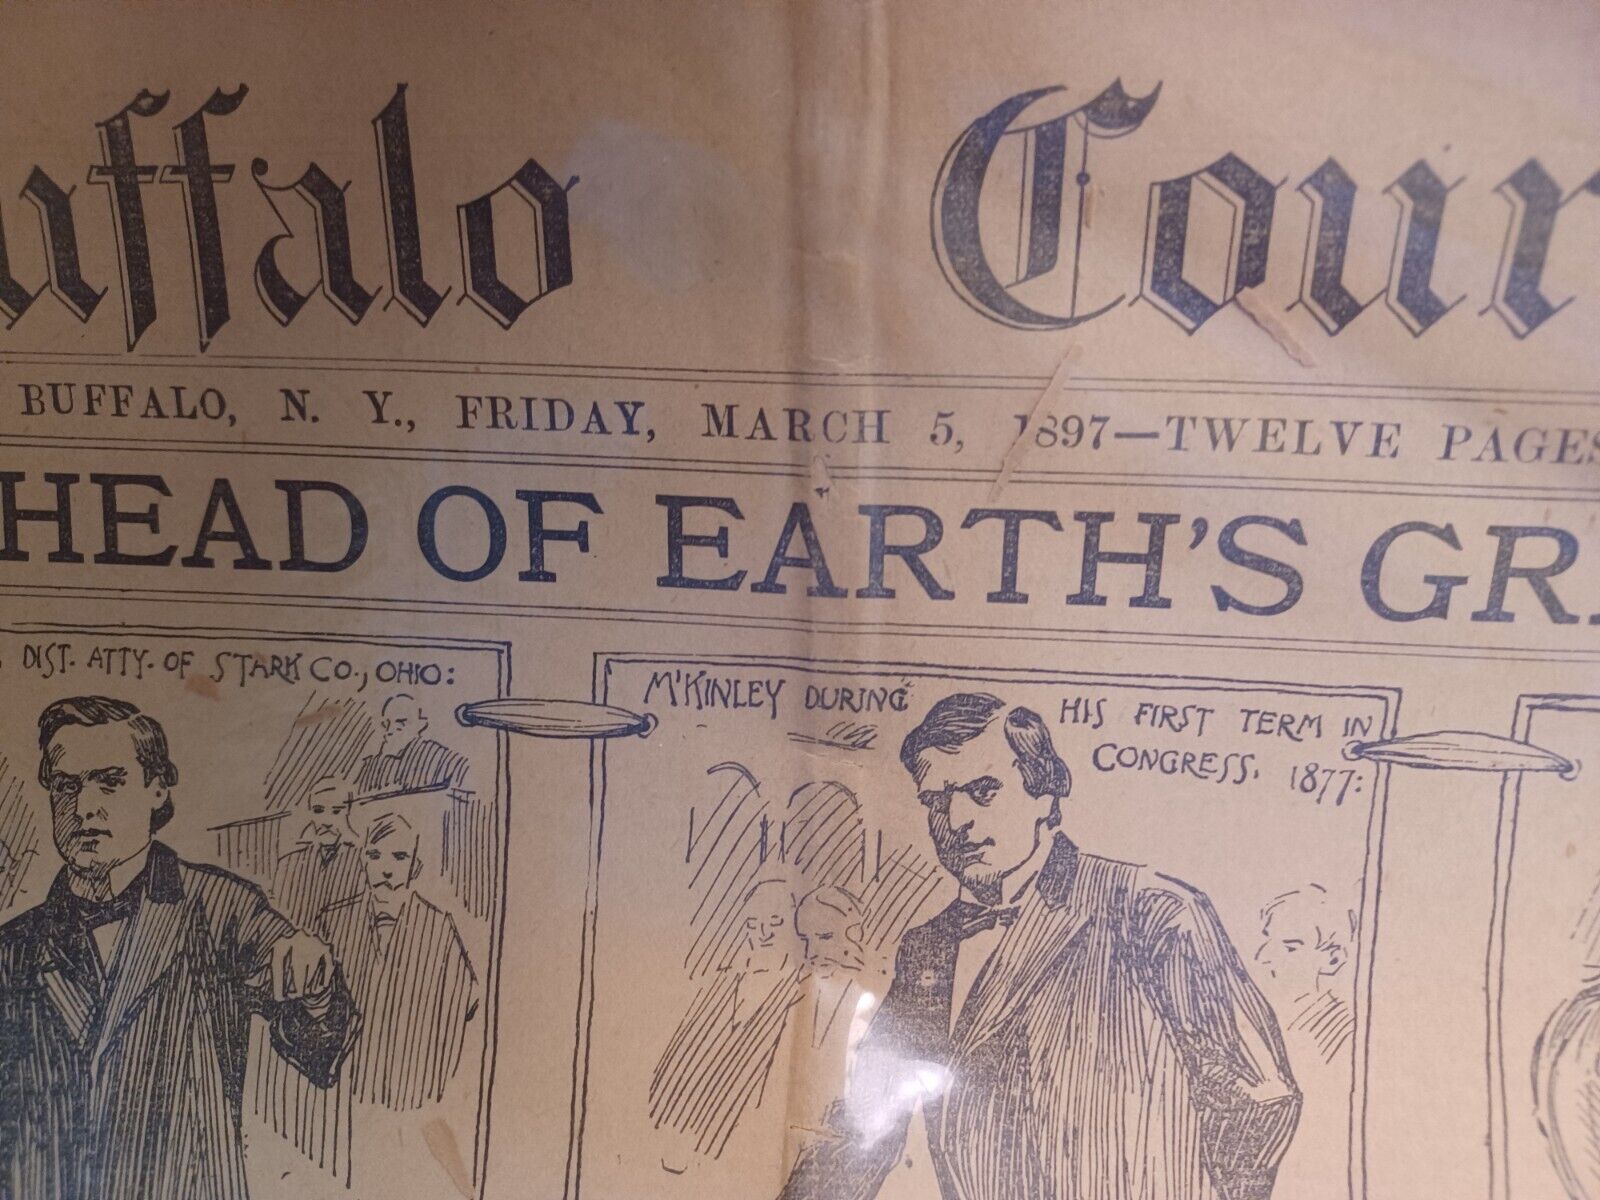 uffalo Cour
BUFFALO, N. Y., FRIDAY, MARCH 5, 1897—TWELVE PAGES
HEAD OF EARTH'S GR
DIST. ATTY. OF STARK CO., OHIO:
M'KINLEY DURING HIS FIRST TERM IN
CONGRESS. 1877: